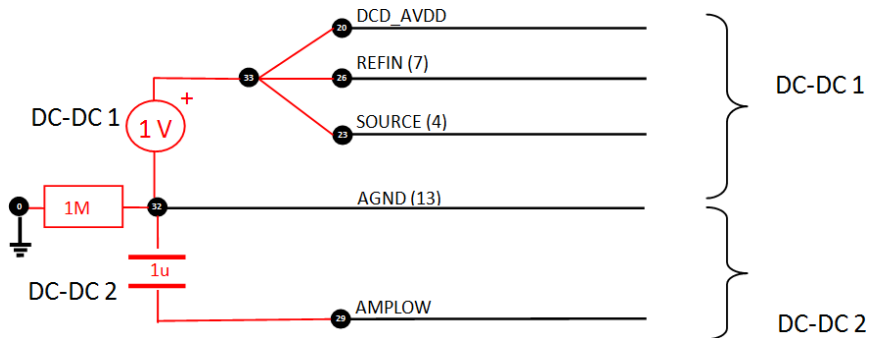 20 DCD_AVDD
33 26 REFIN (7)
DC-DC 1
DC-DC 1 + 1 V
23 SOURCE (4)
0 1M 32 AGND (13)
1u
DC-DC 2
29 AMPLOW
DC-DC 2